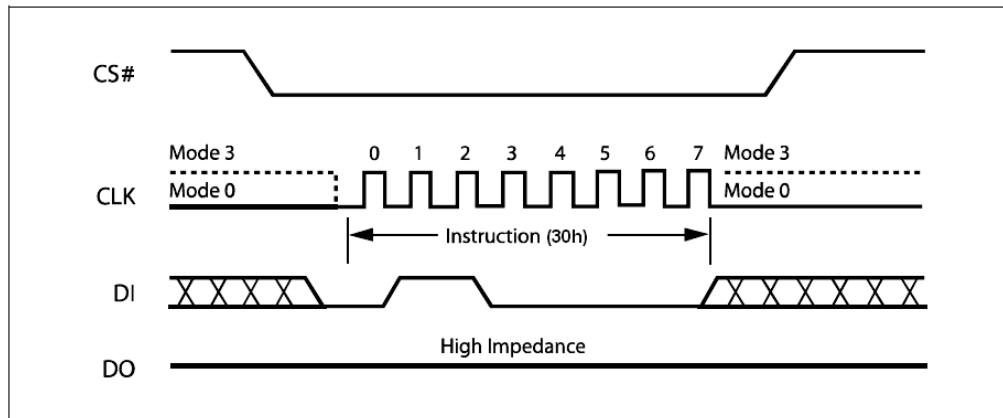 CS#
Mode 3
0 1 2 3 4 5 6 7
Mode 3
CLK
Mode 0
Mode 0
Instruction (30h)
DI
High Impedance
DO